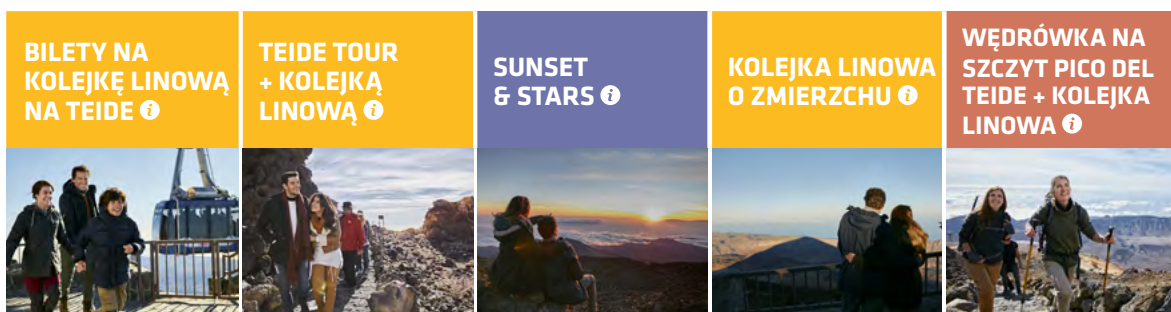 BILETY NA
KOLEJKĘ LINOWĄ
NA TEIDE
TEIDE TOUR
+ KOLEJKĄ
LINOWĄ
SUNSET
& STARS
KOLEJKA LINOWA
O ZMIERZCHU
WĘDRÓWKA NA
SZCZYT PICO DEL
TEIDE + KOLEJKA
LINOWA